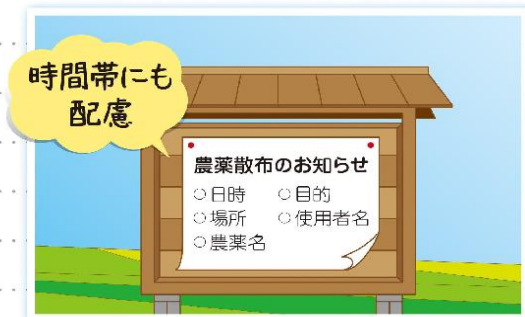 時間帯にも
配慮
農薬散布のお知らせ
○日時 ○目的
○場所 ○使用者名
○農薬名